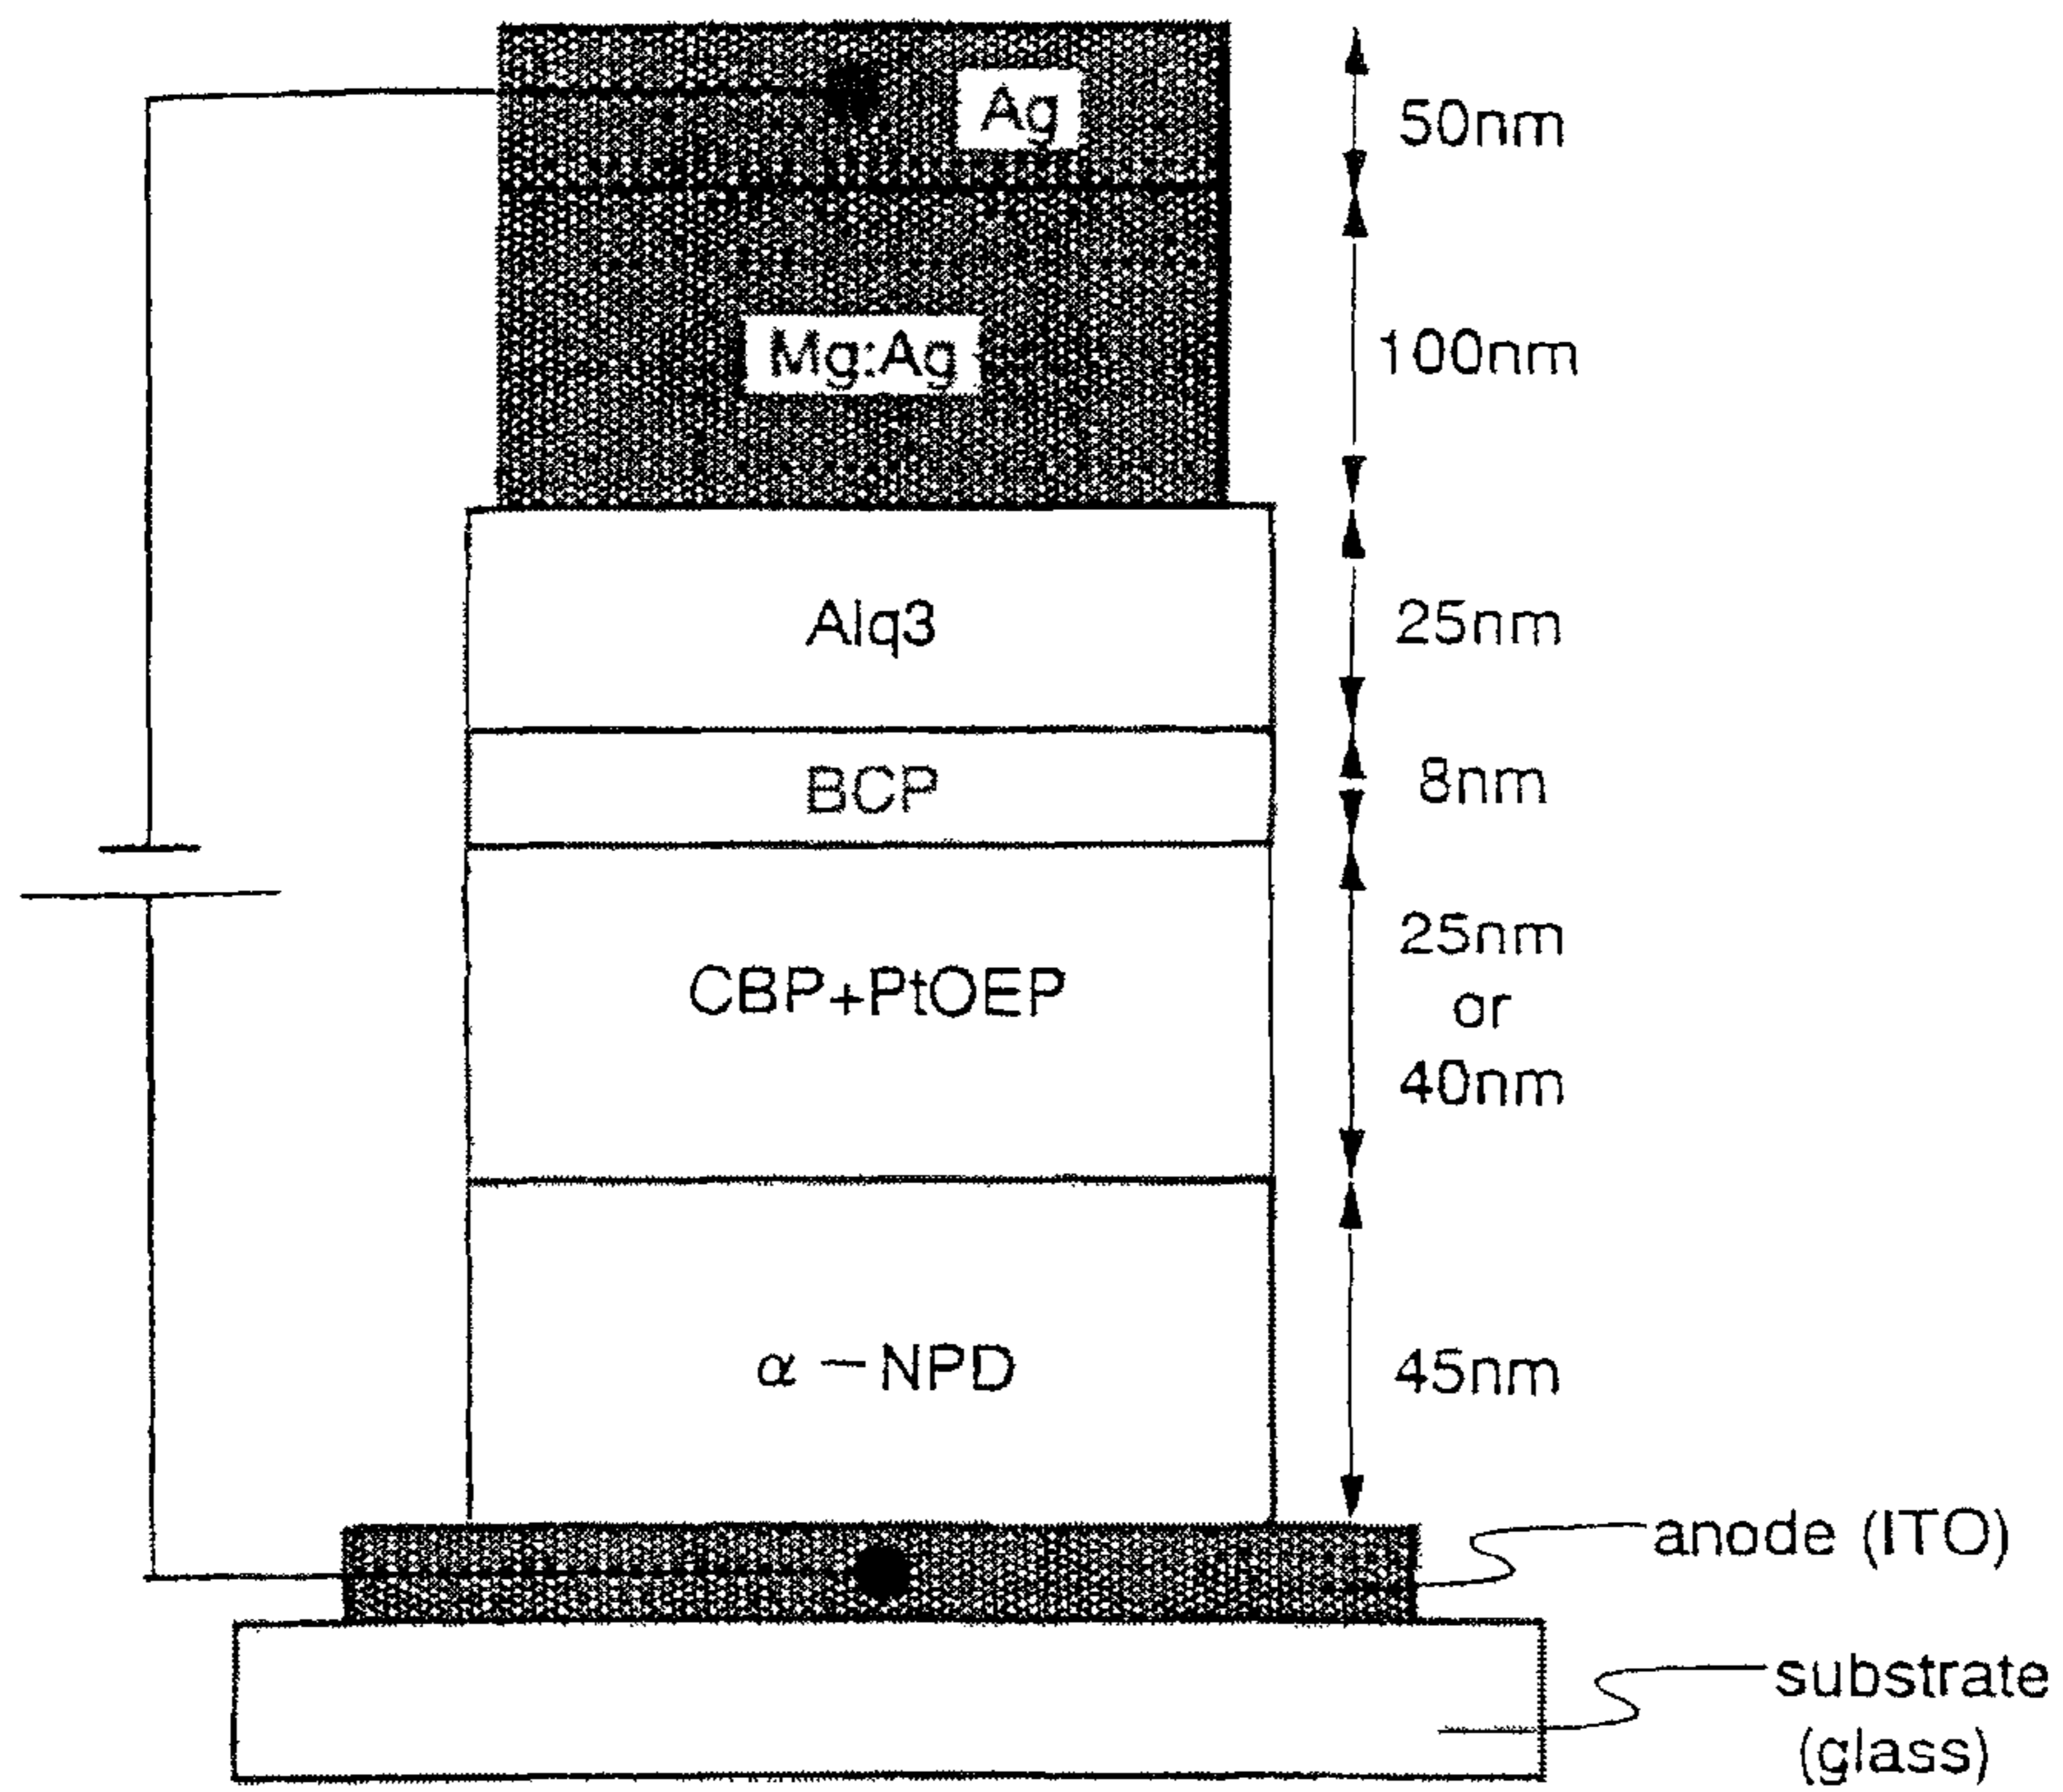 Ag
50nm
Mg:Ag
100nm
Alq3
25nm
BCP
8nm
CBP+PtOEP
25nm
or
40nm
α-NPD
45nm
anode (ITO)
substrate
(glass)